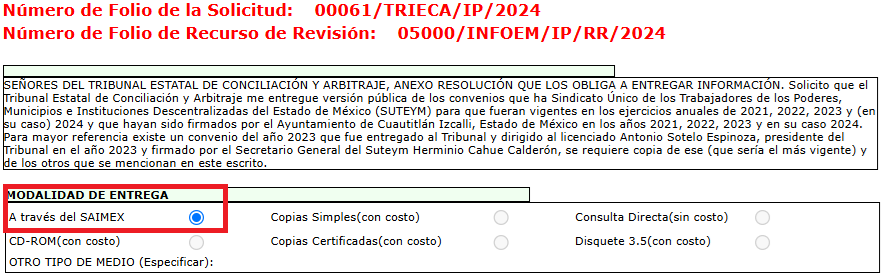 Número de Folio de la Solicitud: 00061/TRIECA/IP/2024
Número de Folio de Recurso de Revisión: 05000/INFOEM/IP/RR/2024
SEÑORES DEL TRIBUNAL ESTATAL DE CONCILIACIÓN Y ARBITRAJE, ANEXO RESOLUCIÓN QUE LOS OBLIGA A ENTREGAR INFORMACIÓN. Solicito que el
Tribunal Estatal de Conciliación y Arbitraje me entregue versión pública de los convenios que ha Sindicato Único de los Trabajadores de los Poderes,
Municipios e Instituciones Descentralizadas del Estado de México (SUTEYM) para que fueran vigentes en los ejercicios anuales de 2021, 2022, 2023 y (en
su caso) 2024 y que hayan sido firmados por el Ayuntamiento de Cuautitlán Izcalli, Estado de México en los años 2021, 2022, 2023 y en su caso 2024.
Para mayor referencia existe un convenio del año 2023 que fue entregado al Tribunal y dirigido al licenciado Antonio Sotelo Espinoza, presidente del
Tribunal en el año 2023 y firmado por el Secretario General del Suteym Herminio Cahue Calderón, se requiere copia de ese (que sería el más vigente) y
de los otros que se mencionan en este escrito.
MODALIDAD DE ENTREGA
A través del SAIMEX Copias Simples(con costo) Consulta Directa(sin costo)
CD-ROM(con costo) Copias Certificadas(con costo) Disquete 3.5(con costo)
OTRO TIPO DE MEDIO (Especificar):